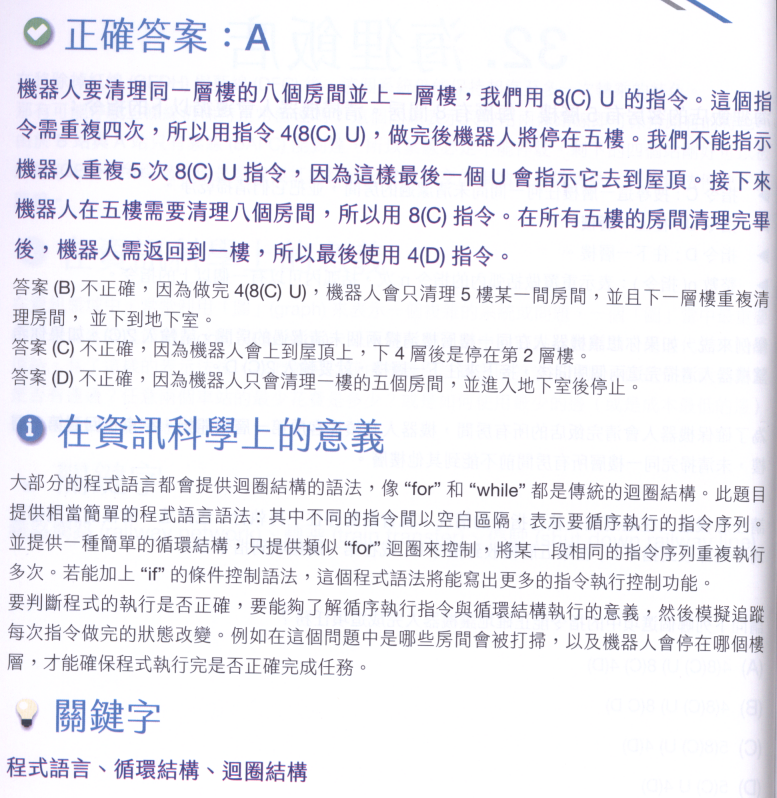 正確答案：A
機器人要清理同一層樓的八個房間並上一層樓，我們用 8(C) U 的指令。這個指
令需重複四次，所以用指令 4(8(C) U)，做完後機器人將停在五樓。我們不能指示
機器人重複 5 次 8(C) U 指令，因為這樣最後一個 U 會指示它去到屋頂。接下來
機器人在五樓需要清理八個房間，所以用 8(C) 指令。在所有五樓的房間清理完畢
後，機器人需返回到一樓，所以最後使用 4(D) 指令。
答案 (B) 不正確，因為做完 4(8(C) U)，機器人會只清理 5 樓某一間房，並且下一層樓重複清
理房間， 並下到地下室。
答案 (C) 不正確，因為機器人會上到屋頂上，下 4 層後是停在第 2 層樓。
答案 (D) 不正確，因為機器人只會清理一樓的五個房間，並進入地下室後停止。
在資訊科學上的意義
大部分的程式語言都會提供迴圈結構的語法，像 “for” 和 “while” 都是傳統的迴圈結構。此題目
提供相當簡單的程式語言語法 : 其中不同的指令間以空白區隔，表示要循序執行的指令序列。
並提供一種簡單的循環結構，只提供類似 “for” 迴圈來控制，將某一段相同的指令序列重複執行
多次。若能加上 “if” 的條件控制語法，這個程式語法將能寫出更多的指令執行控制功能。
要判斷程式的執行是否正確，要能夠了解循序執行指令與循環結構執行的意義，然後模擬追蹤
每次指令做完的狀態改變。例如在這個問題中是哪些房間會被打掃，以及機器人會停在哪個樓
層，才能確保程式執行完是否正確完成任務。
關鍵字
程式語言、循環結構、迴圈結構